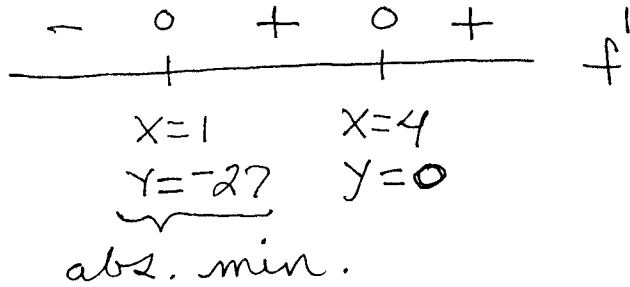 - 0 + 0 + f'
x=1 x=4
y=-27 y=0
abs. min.